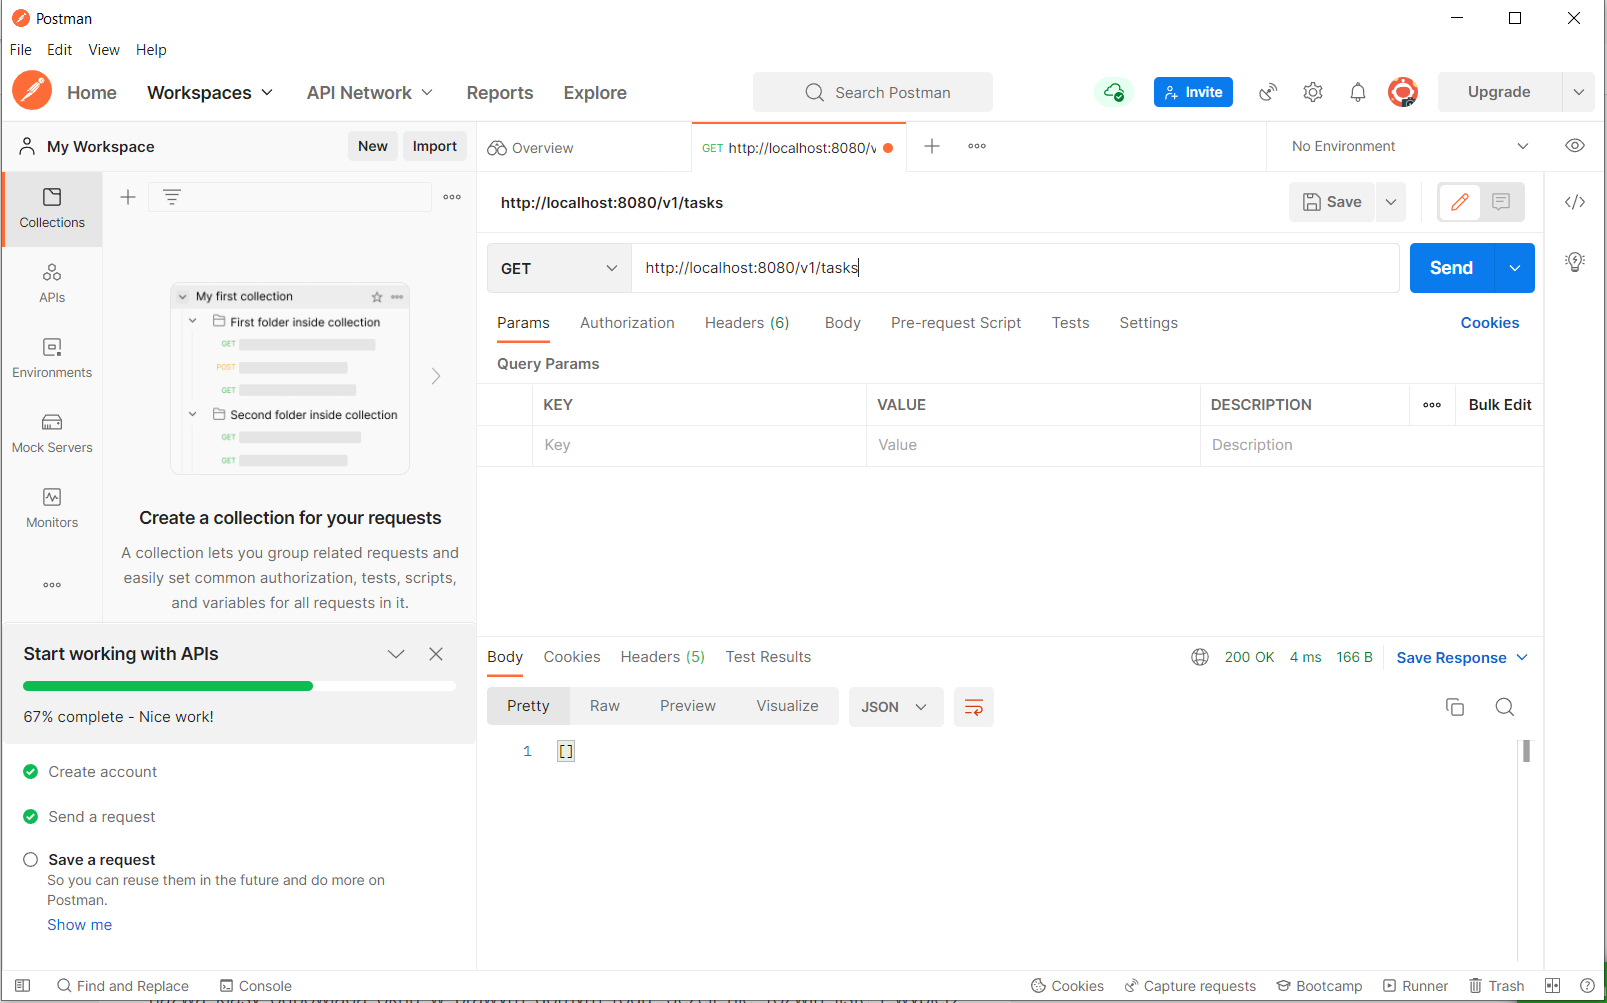 Postman
File Edit View Help
Home Workspaces API Network Reports Explore Search Postman Invite Upgrade
My Workspace New Import Overview GET http://localhost:8080/v No Environment
Collections
http://localhost:8080/v1/tasks Save
GET http://localhost:8080/v1/tasks Send
APIs
Params Authorization Headers (6) Body Pre-request Script Tests Settings Cookies
My first collection
First folder inside collection
GET
POST
GET
Second folder inside collection
GET
GET
Environments
Query Params
KEY VALUE DESCRIPTION Bulk Edit
Key Value Description
Mock Servers
Monitors
Create a collection for your requests
A collection lets you group related requests and
easily set common authorization, tests, scripts,
and variables for all requests in it.
Start working with APIs
67% complete - Nice work!
Create account
Send a request
Save a request
So you can reuse them in the future and do more on
Postman.
Show me
Body Cookies Headers (5) Test Results 200 OK 4 ms 166 B Save Response
Pretty Raw Preview Visualize JSON
1 []
Find and Replace Console Cookies Capture requests Bootcamp Runner Trash